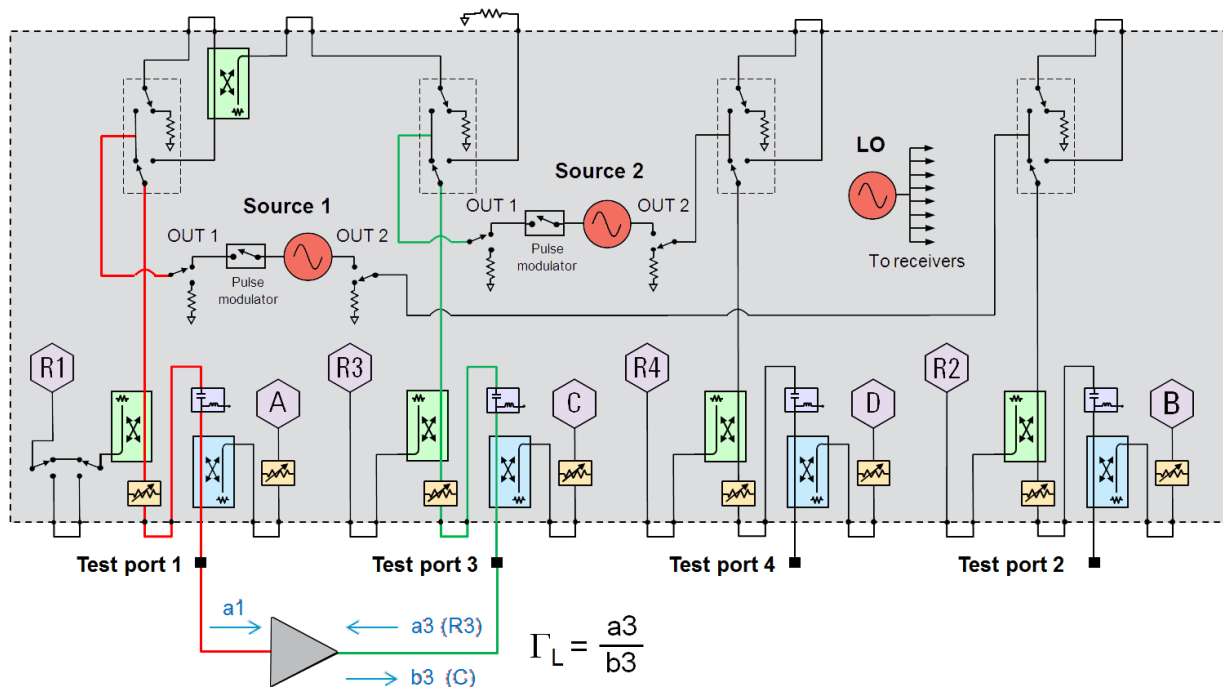 Source 1
OUT 1
OUT 2
Pulse
modulator
Source 2
OUT 1
OUT 2
Pulse
modulator
LO
To receivers
R1
A
R3
C
R4
D
R2
B
Test port 1
Test port 3
Test port 4
Test port 2
a1
a3 (R3)
b3 (C)
Γ_L = a3/b3